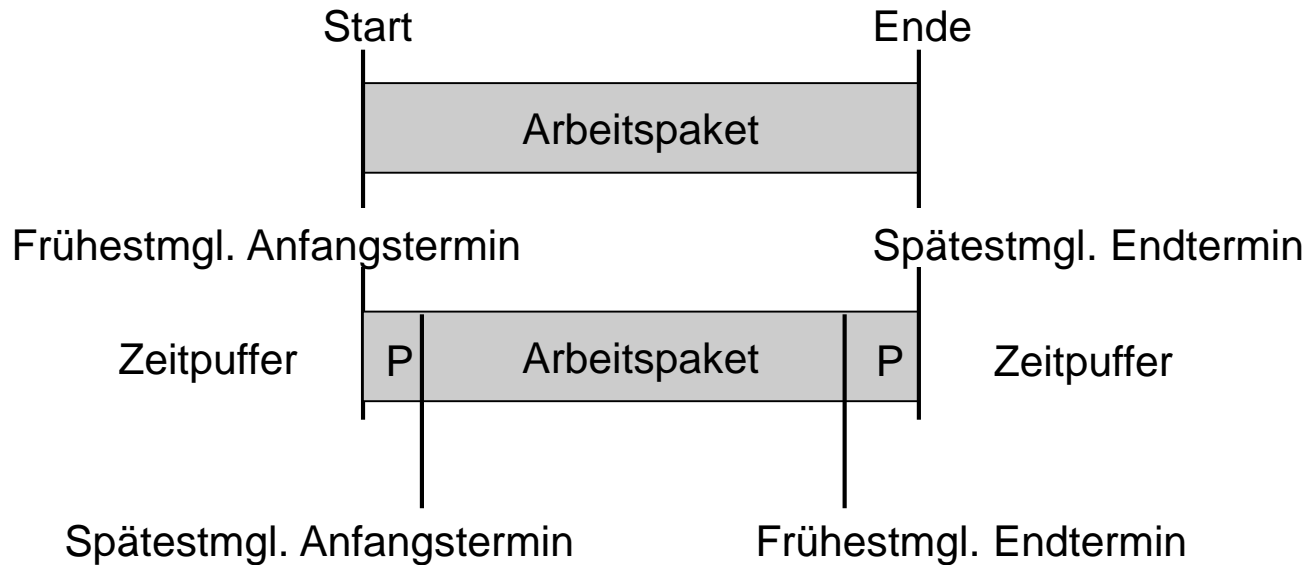 Start Ende
Arbeitspaket
Frühestmgl. Anfangstermin Spätestmgl. Endtermin
Zeitpuffer P Arbeitspaket P Zeitpuffer
Spätestmgl. Anfangstermin Frühestmgl. Endtermin